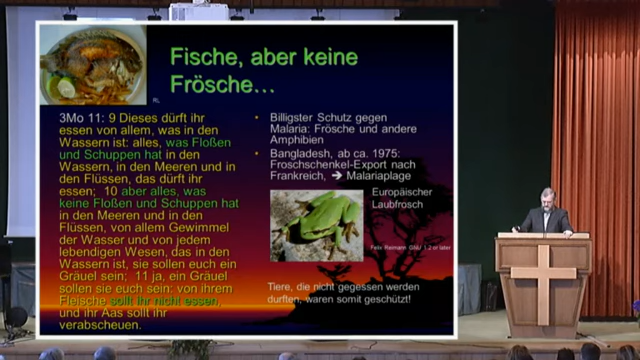 Fische, aber keine
Frösche...
RL
3Mo 11: 9 Dieses dürft ihr
essen von allem, was in den
Wassern ist: alles, was Floßen
und Schuppen hat in den
Wassern, in den Meeren und in
den Flüssen, das dürft ihr
essen; 10 aber alles, was
keine Floßen und Schuppen hat
in den Meeren und in den
Flüssen, von allem Gewimmel
der Wasser und von jedem
lebendigen Wesen, das in den
Wassern ist, sie sollen euch ein
Gräuel sein; 11 ja, ein Gräuel
sollen sie euch sein: von ihrem
Fleische sollt ihr nicht essen,
und ihr Aas sollt ihr
verabscheuen.
• Billigster Schutz gegen
Malaria: Frösche und andere
Amphibien
• Bangladesh, ab ca. 1975:
Froschschenkel-Export nach
Frankreich, ➔ Malariaplage
Europäischer
Laubfrosch
Felix Reimann GNU 1.2 or later
Tiere, die nicht gegessen werden
durften, waren somit geschützt!